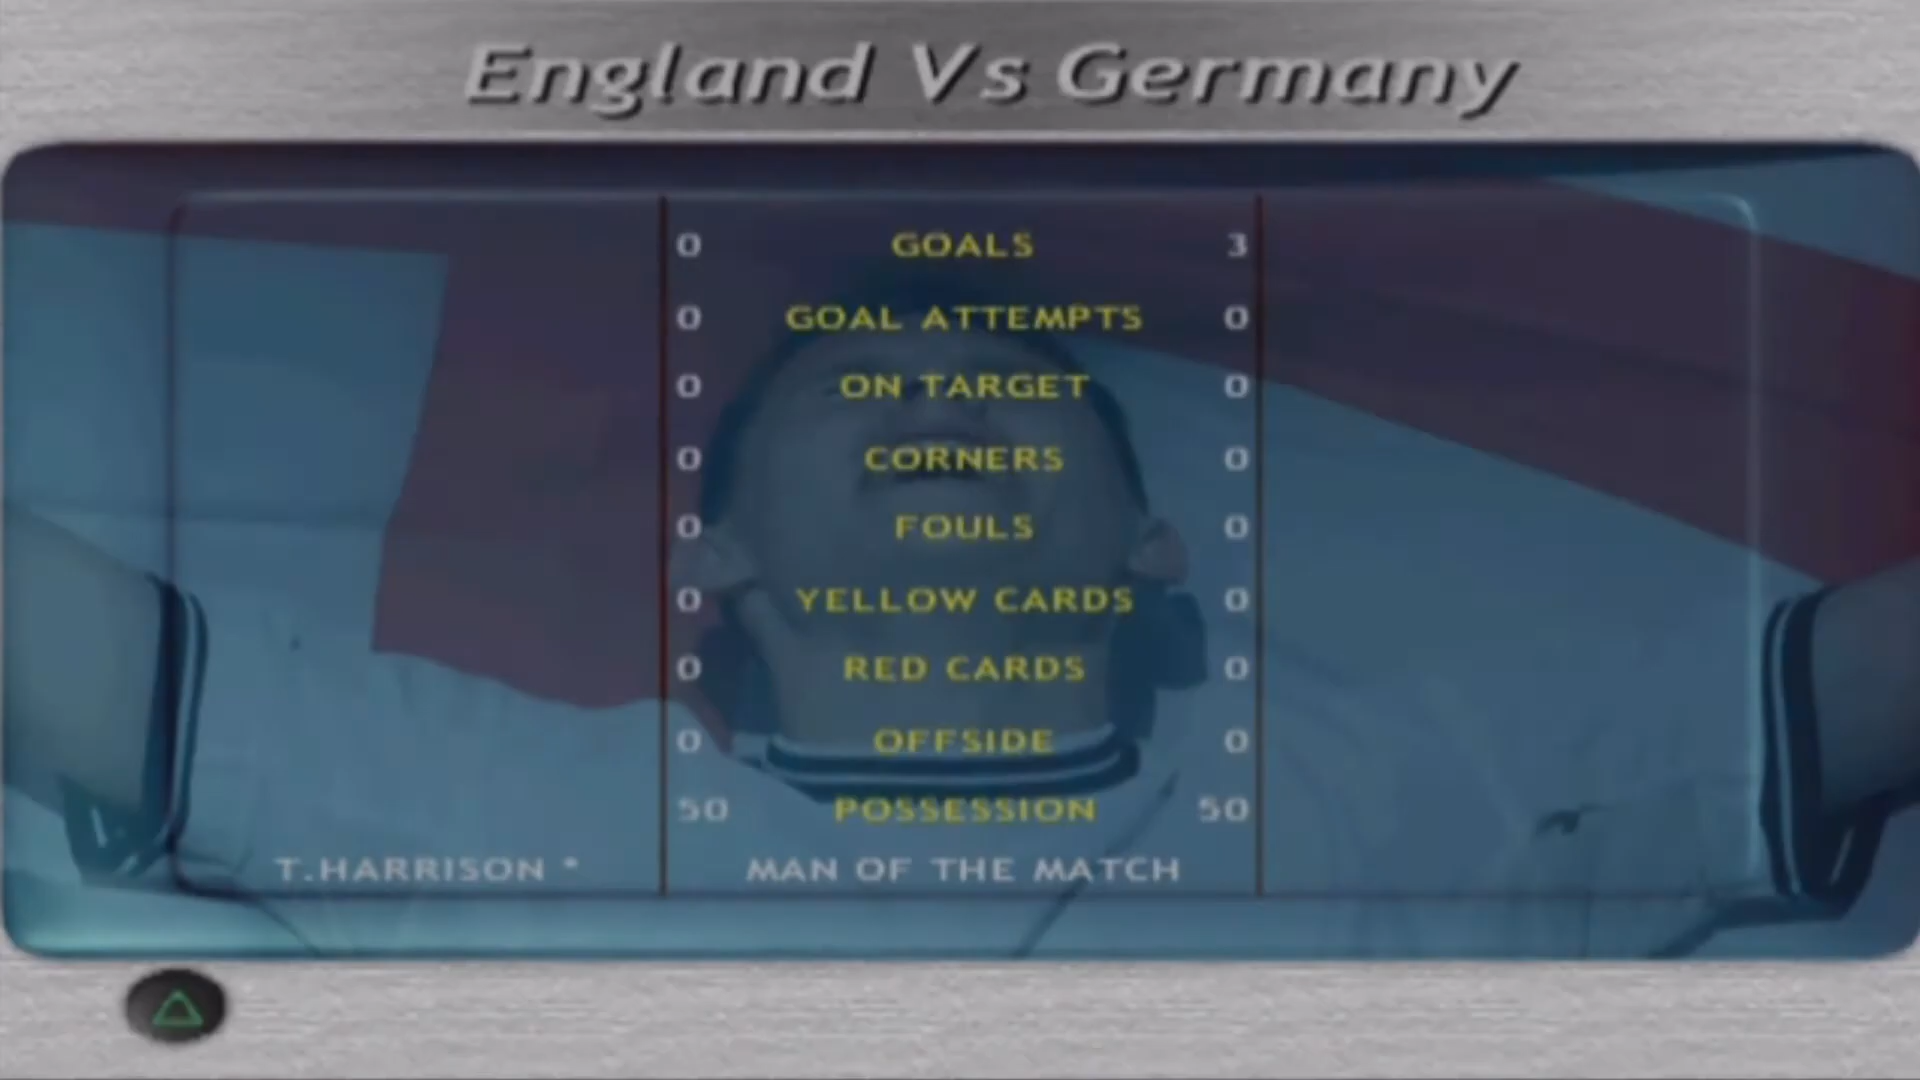 England Vs Germany
0 GOALS 3
0 GOAL ATTEMPTS 0
0 ON TARGET 0
0 CORNERS 0
0 FOULS 0
0 YELLOW CARDS 0
0 RED CARDS 0
0 OFFSIDE 0
50 POSSESSION 50
T.HARRISON * MAN OF THE MATCH